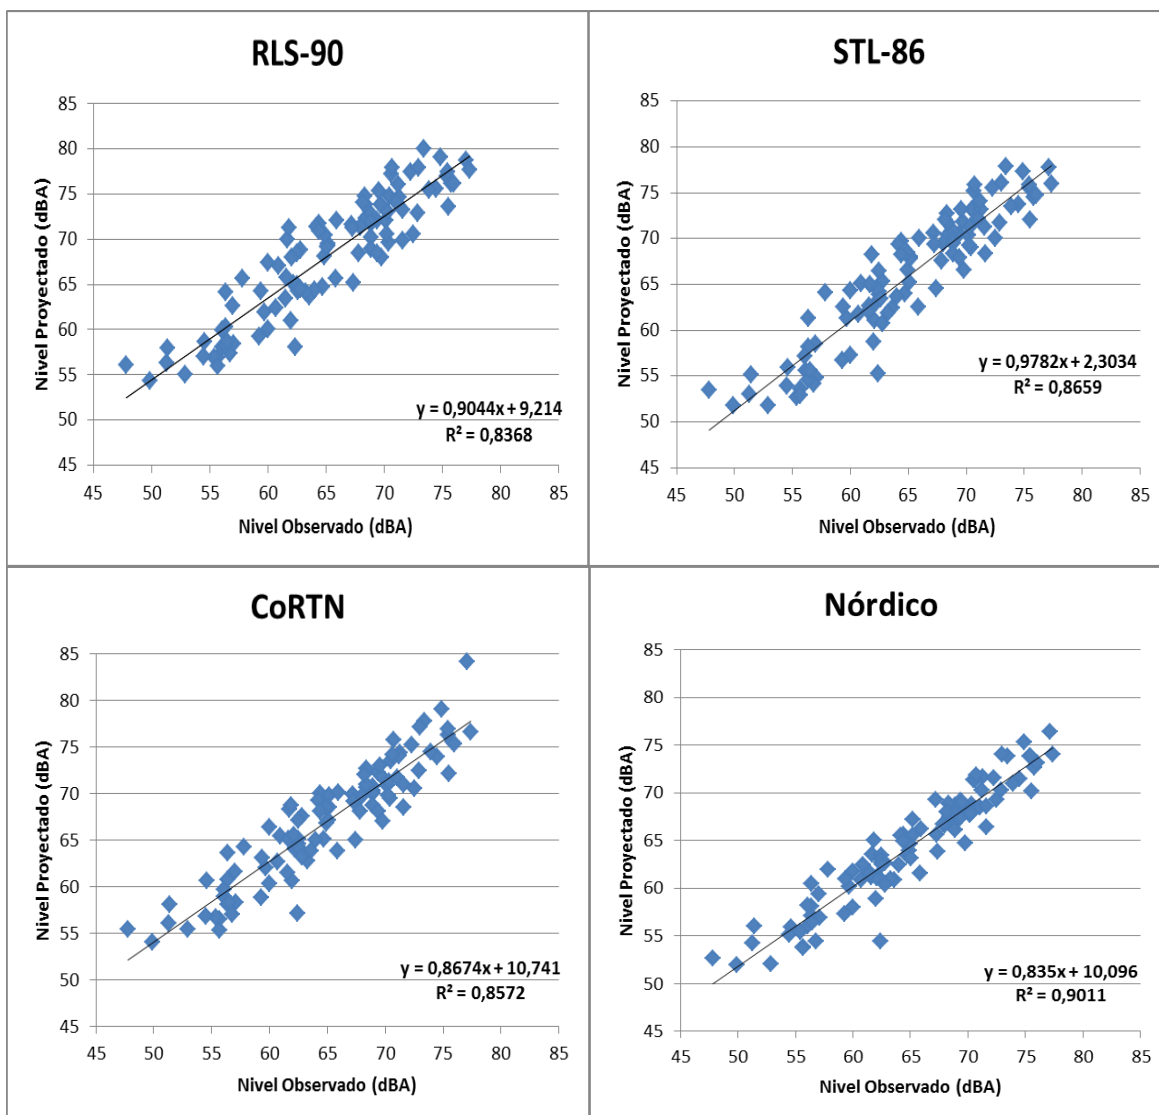 RLS-90
Nivel Proyectado (dBA)
85
80
75
70
65
60
55
50
45
y = 0,9044x + 9,214
R² = 0,8368
45 50 55 60 65 70 75 80 85
Nivel Observado (dBA)
STL-86
Nivel Proyectado (dBA)
85
80
75
70
65
60
55
50
45
y = 0,9782x + 2,3034
R² = 0,8659
45 50 55 60 65 70 75 80 85
Nivel Observado (dBA)
CoRTN
Nivel Proyectado (dBA)
85
80
75
70
65
60
55
50
45
y = 0,8674x + 10,741
R² = 0,8572
45 50 55 60 65 70 75 80 85
Nivel Observado (dBA)
Nórdico
Nivel Proyectado (dBA)
85
80
75
70
65
60
55
50
45
y = 0,835x + 10,096
R² = 0,9011
45 50 55 60 65 70 75 80 85
Nivel Observado (dBA)